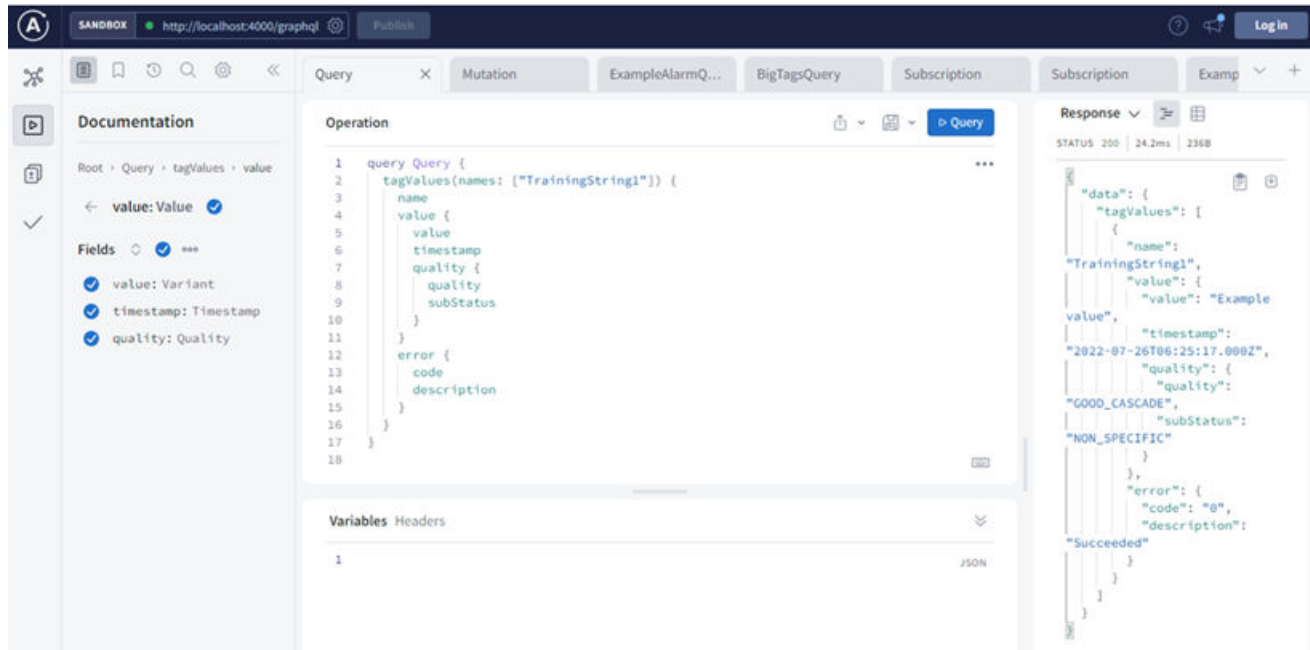 SANDBOX http://localhost:4000/graphql Publish Log in
Query Mutation ExampleAlarmQ... BigTagsQuery Subscription Subscription Examp
Documentation
Root › Query › tagValues › value
value: Value
Fields
value: Variant
timestamp: Timestamp
quality: Quality
Operation
Query
1 query Query {
2 tagValues(names: ["TrainingString1"]) {
3 name
4 value {
5 value
6 timestamp
7 quality {
8 quality
9 subStatus
10 }
11 }
12 error {
13 code
14 description
15 }
16 }
17 }
18
Variables Headers
1
JSON
Response
STATUS 200 24.2ms 236B
{
"data": {
"tagValues": [
{
"name":
"TrainingString1",
"value": {
"value": "Example
value",
"timestamp":
"2022-07-26T06:25:17.000Z",
"quality": {
"quality":
"GOOD_CASCADE",
"subStatus":
"NON_SPECIFIC"
}
},
"error": {
"code": "0",
"description":
"Succeeded"
}
}
]
}
}